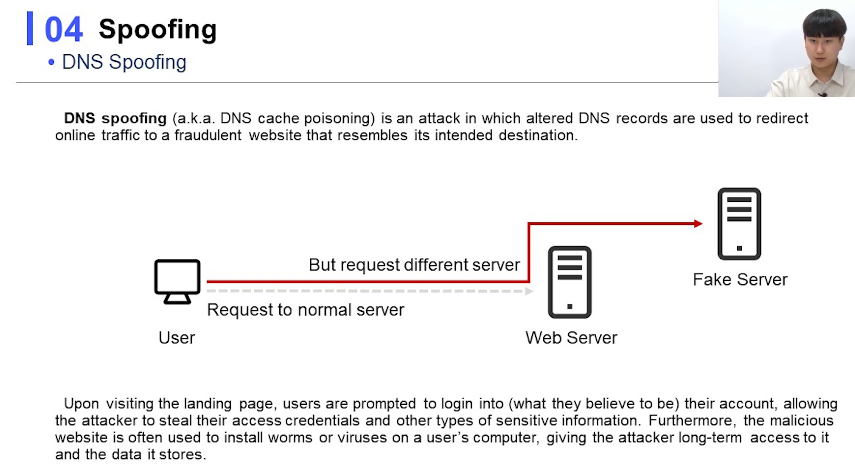 04 Spoofing
• DNS Spoofing
DNS spoofing (a.k.a. DNS cache poisoning) is an attack in which altered DNS records are used to redirect
online traffic to a fraudulent website that resembles its intended destination.
But request different server
Request to normal server
User
Web Server
Fake Server
Upon visiting the landing page, users are prompted to login into (what they believe to be) their account, allowing
the attacker to steal their access credentials and other types of sensitive information. Furthermore, the malicious
website is often used to install worms or viruses on a user's computer, giving the attacker long-term access to it
and the data it stores.